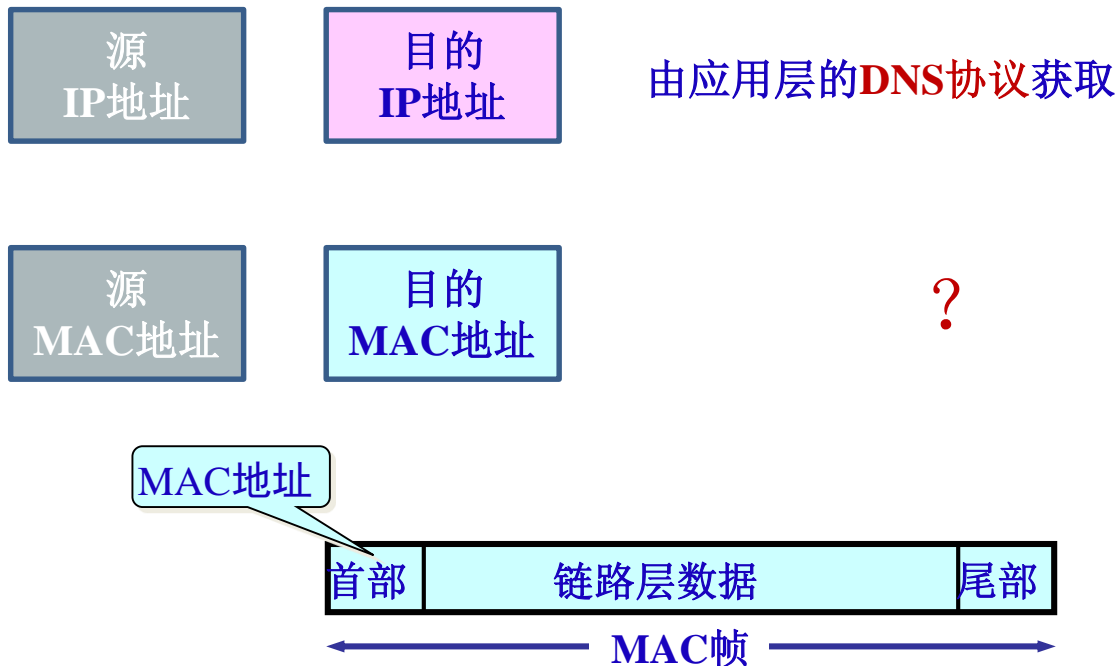 源
IP地址
目的
IP地址
由应用层的DNS协议获取
源
MAC地址
目的
MAC地址
？
MAC地址
首部
链路层数据
尾部
MAC帧